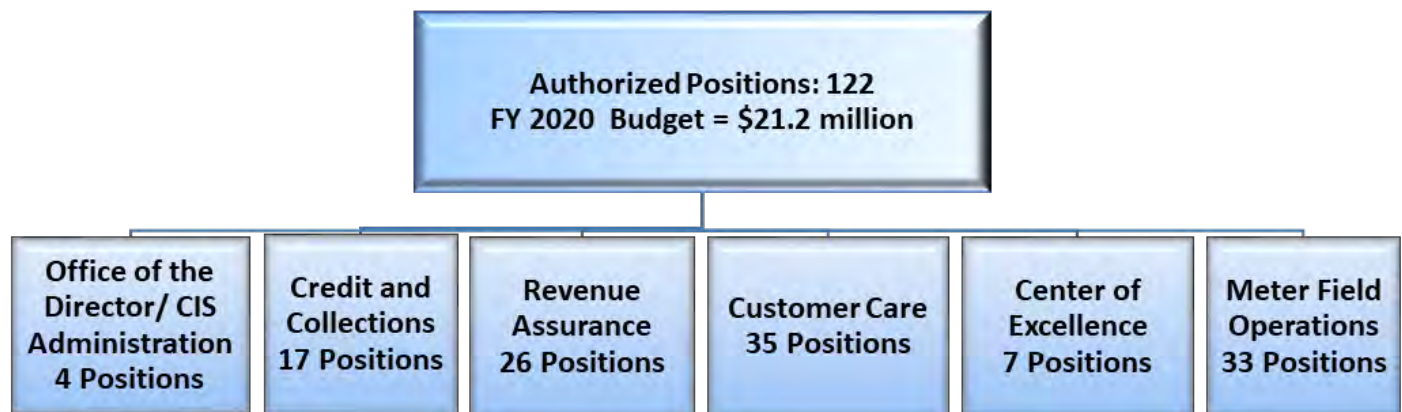 Authorized Positions: 122
FY 2020 Budget = $21.2 million
Office of the
Director/ CIS
Administration
4 Positions
Credit and
Collections
17 Positions
Revenue
Assurance
26 Positions
Customer Care
35 Positions
Center of
Excellence
7 Positions
Meter Field
Operations
33 Positions